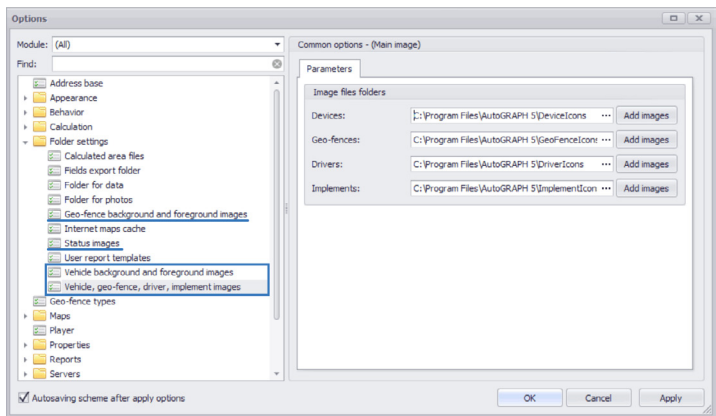 Options
Module: (All)
Find:
Address base
Appearance
Behavior
Calculation
Folder settings
Calculated area files
Fields export folder
Folder for data
Folder for photos
Geo-fence background and foreground images
Internet maps cache
Status images
User report templates
Vehicle background and foreground images
Vehicle, geo-fence, driver, implement images
Geo-fence types
Maps
Player
Properties
Reports
Servers
Common options - (Main image)
Parameters
Image files folders
Devices: C:\Program Files\AutoGRAPH 5\DeviceIcons ... Add images
Geo-fences: C:\Program Files\AutoGRAPH 5\GeoFenceIcons ... Add images
Drivers: C:\Program Files\AutoGRAPH 5\DriverIcons ... Add images
Implements: C:\Program Files\AutoGRAPH 5\ImplementIcon ... Add images
Autosaving scheme after apply options
OK Cancel Apply